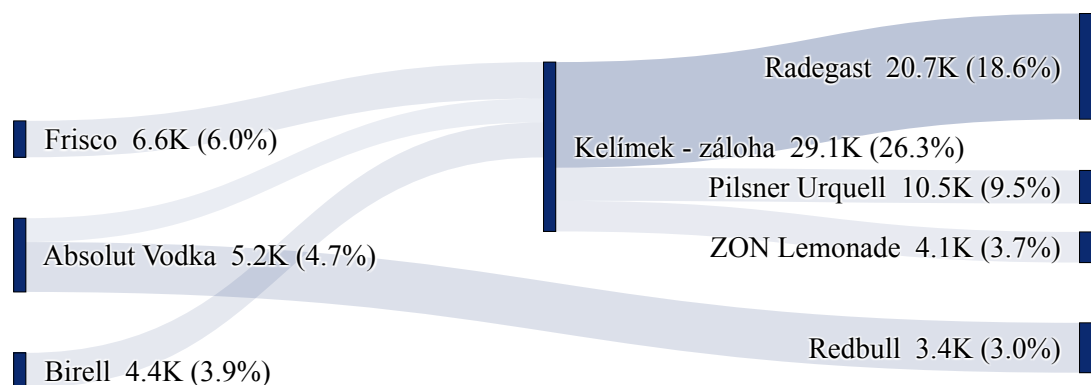 Radegast 20.7K (18.6%)
Frisco 6.6K (6.0%)
Kelímek - záloha 29.1K (26.3%)
Pilsner Urquell 10.5K (9.5%)
Absolut Vodka 5.2K (4.7%)
ZON Lemonade 4.1K (3.7%)
Redbull 3.4K (3.0%)
Birell 4.4K (3.9%)